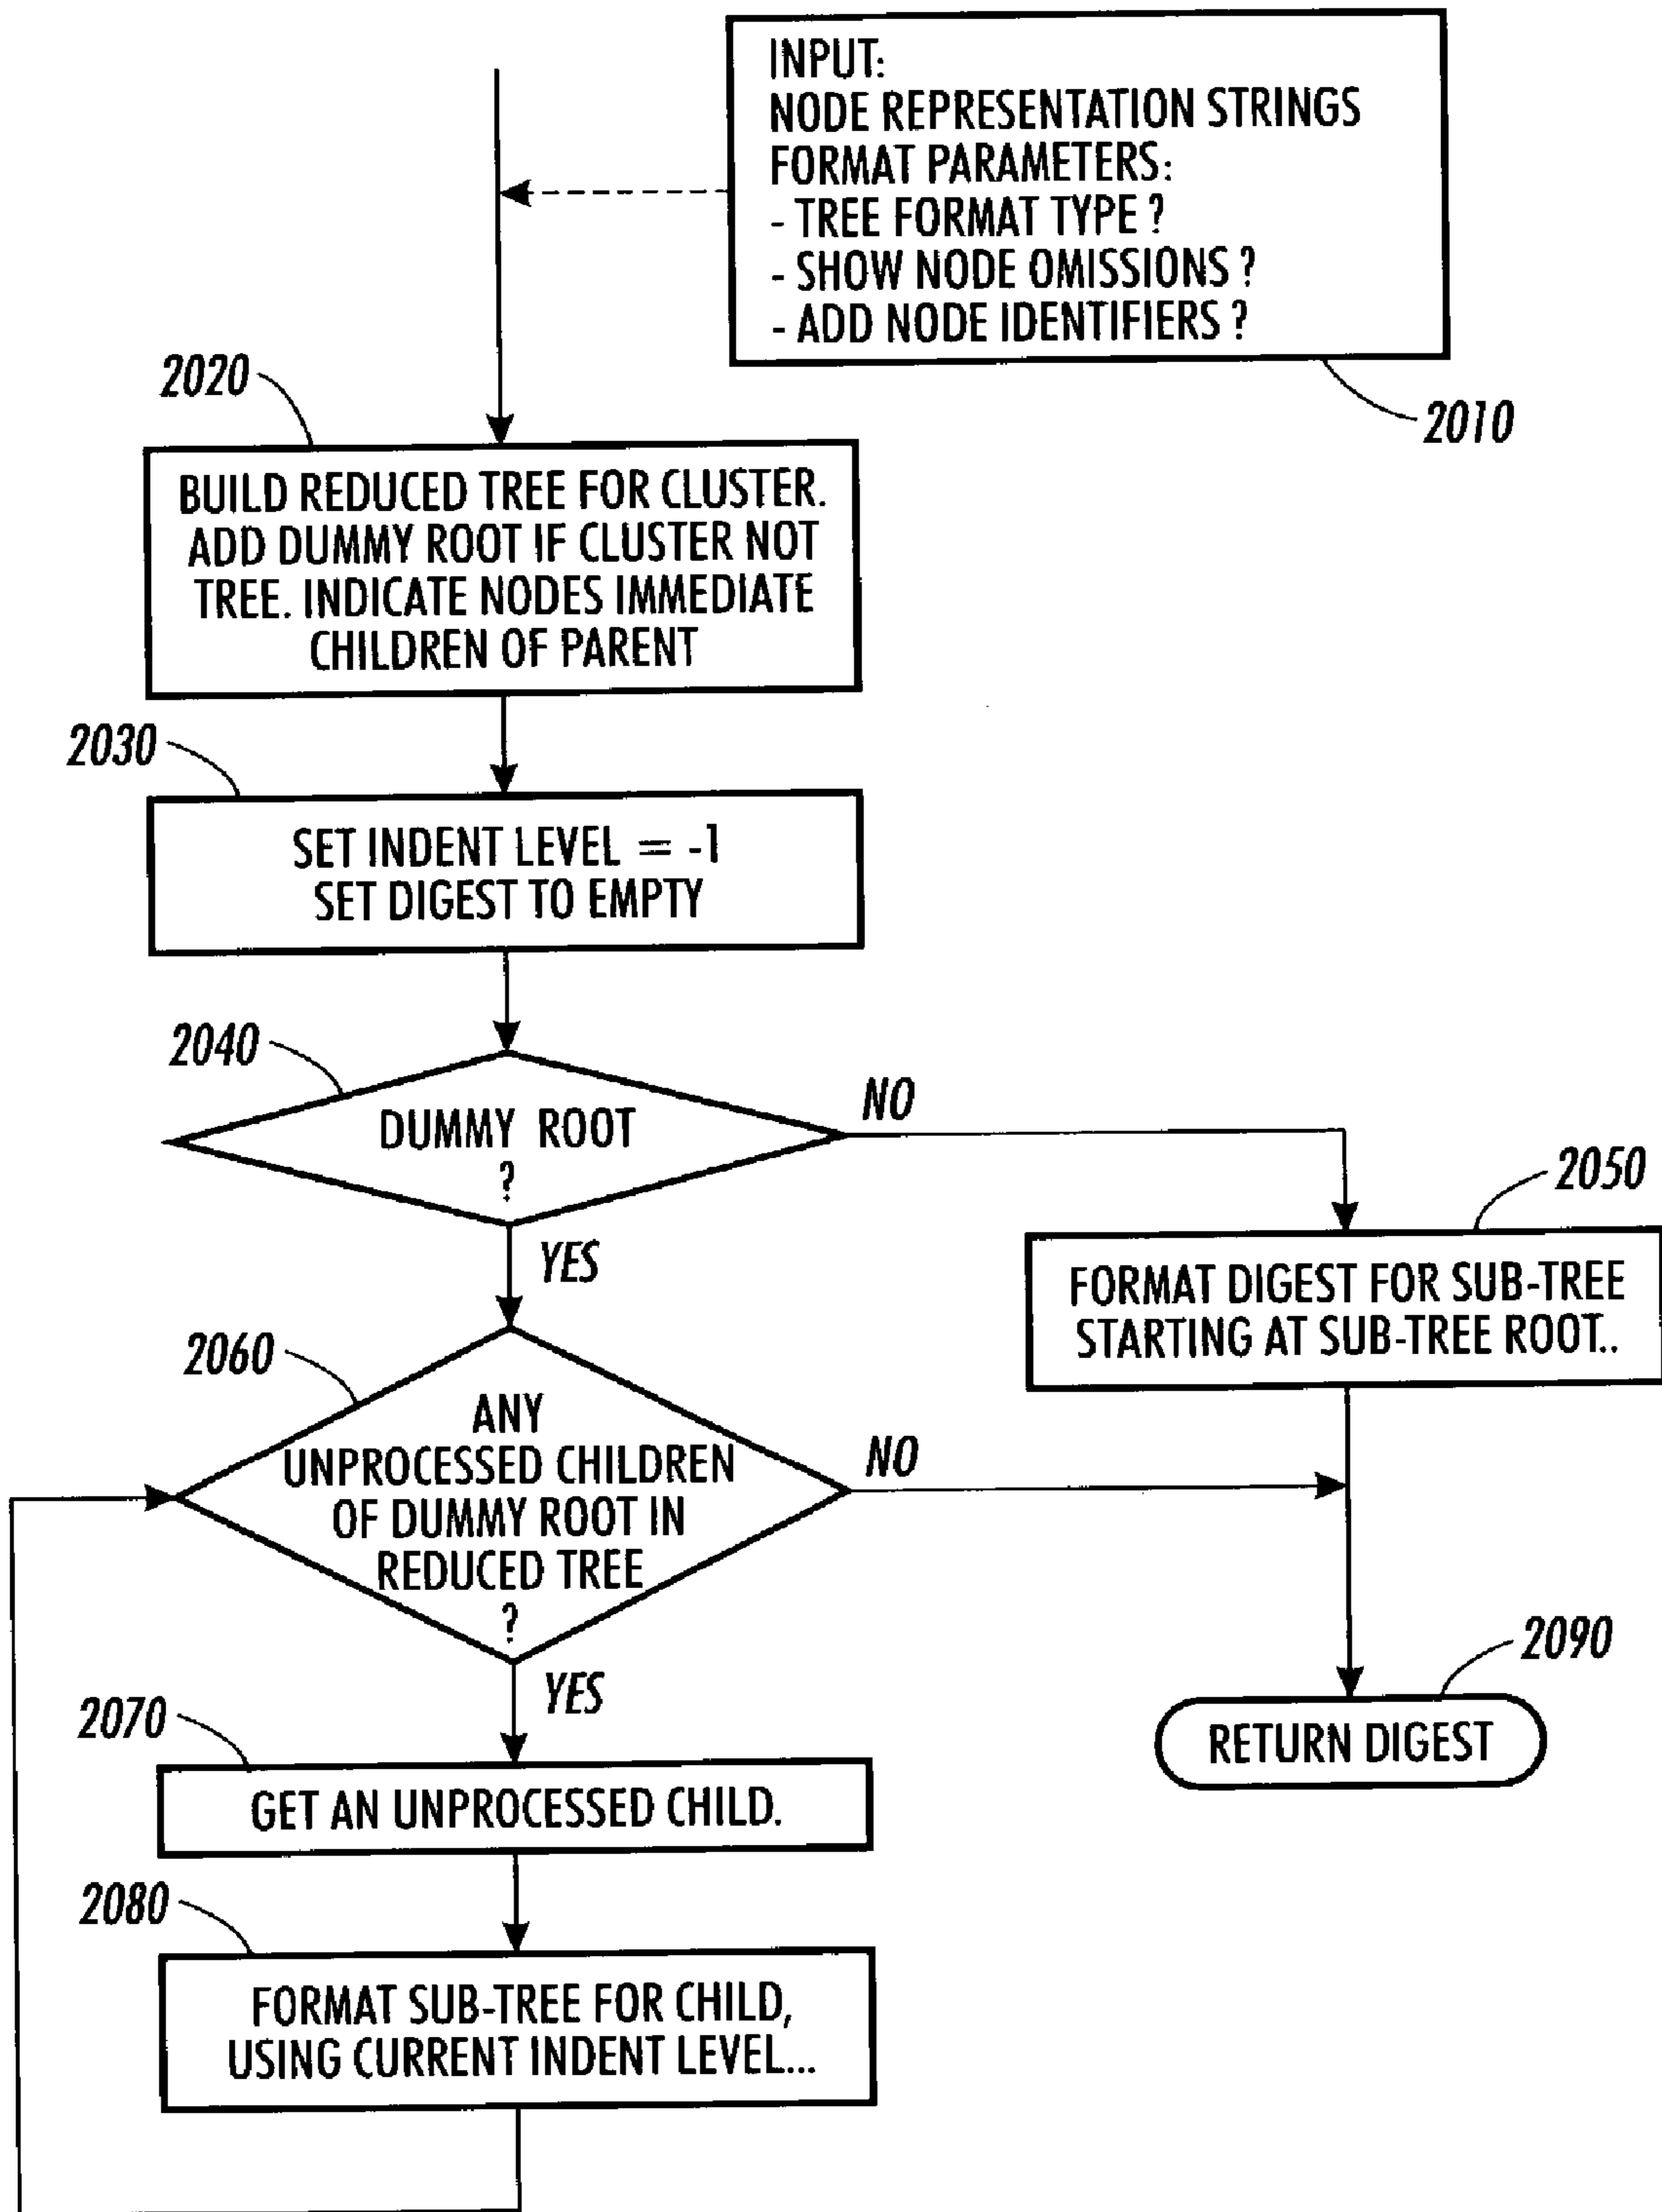 INPUT:
NODE REPRESENTATION STRINGS
FORMAT PARAMETERS:
- TREE FORMAT TYPE ?
- SHOW NODE OMISSIONS ?
- ADD NODE IDENTIFIERS ?
2010
2020
BUILD REDUCED TREE FOR CLUSTER.
ADD DUMMY ROOT IF CLUSTER NOT
TREE. INDICATE NODES IMMEDIATE
CHILDREN OF PARENT
2030
SET INDENT LEVEL = -1
SET DIGEST TO EMPTY
2040
DUMMY ROOT
?
NO
YES
2050
FORMAT DIGEST FOR SUB-TREE
STARTING AT SUB-TREE ROOT..
2060
ANY
UNPROCESSED CHILDREN
OF DUMMY ROOT IN
REDUCED TREE
?
NO
YES
2070
GET AN UNPROCESSED CHILD.
2080
FORMAT SUB-TREE FOR CHILD,
USING CURRENT INDENT LEVEL...
2090
RETURN DIGEST